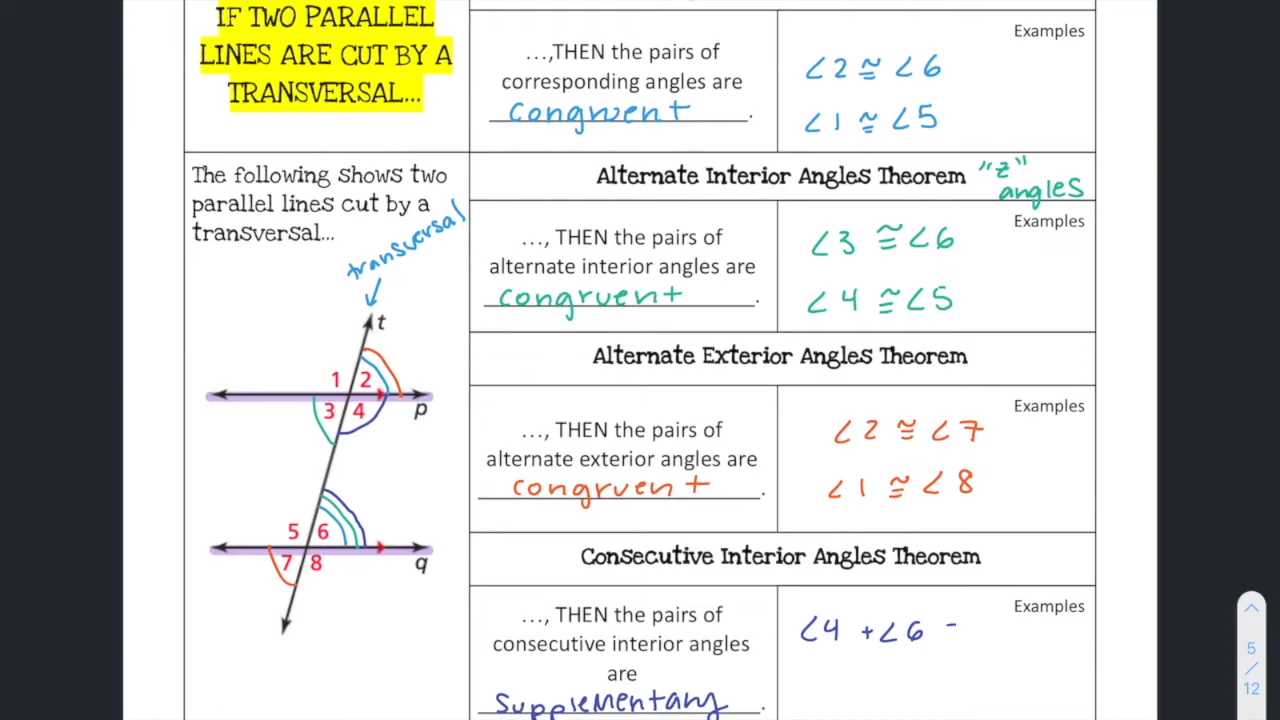 IF TWO PARALLEL
LINES ARE CUT BY A
TRANSVERSAL...
...,THEN the pairs of
corresponding angles are
congruent.
Examples
∠2 ≅ ∠6
∠1 ≅ ∠5
The following shows two
parallel lines cut by a
transversal...
transversal
t
1 2
3 4
p
5 6
7 8
q
Alternate Interior Angles Theorem
"Z"
angles
..., THEN the pairs of
alternate interior angles are
congruent.
Examples
∠3 ≅ ∠6
∠4 ≅ ∠5
Alternate Exterior Angles Theorem
..., THEN the pairs of
alternate exterior angles are
congruent.
Examples
∠2 ≅ ∠7
∠1 ≅ ∠8
Consecutive Interior Angles Theorem
..., THEN the pairs of
consecutive interior angles
are
supplementary.
Examples
∠4 + ∠6 -
5
/
12